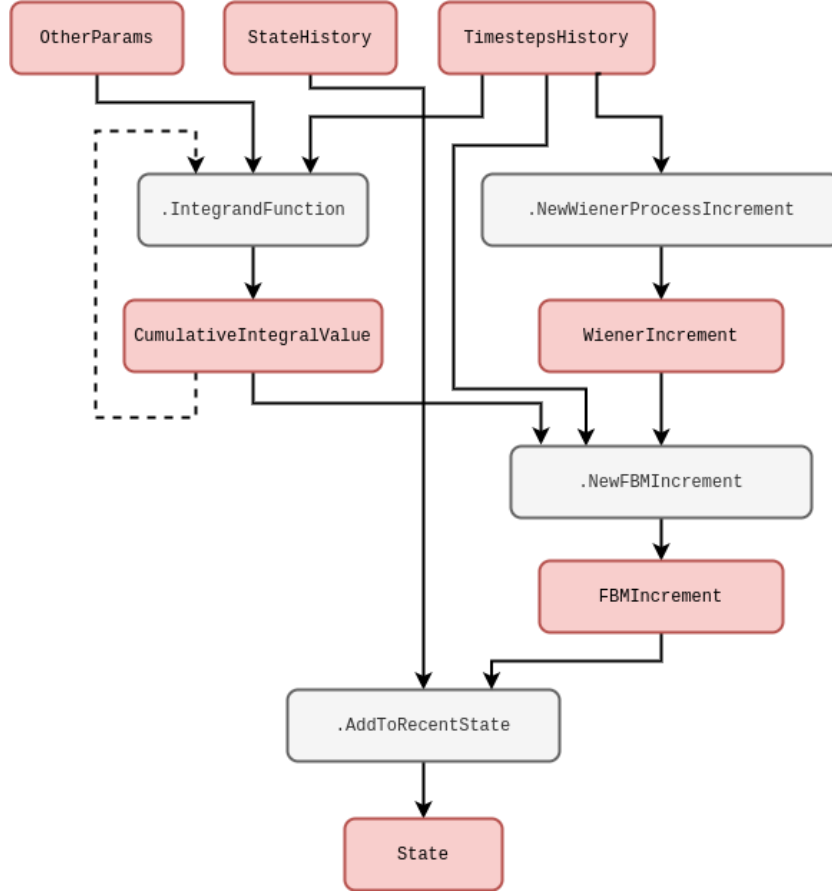 OtherParams
StateHistory
TimestepsHistory
.IntegrandFunction
.NewWienerProcessIncrement
CumulativeIntegralValue
WienerIncrement
.NewFBMIncrement
FBMIncrement
.AddToRecentState
State